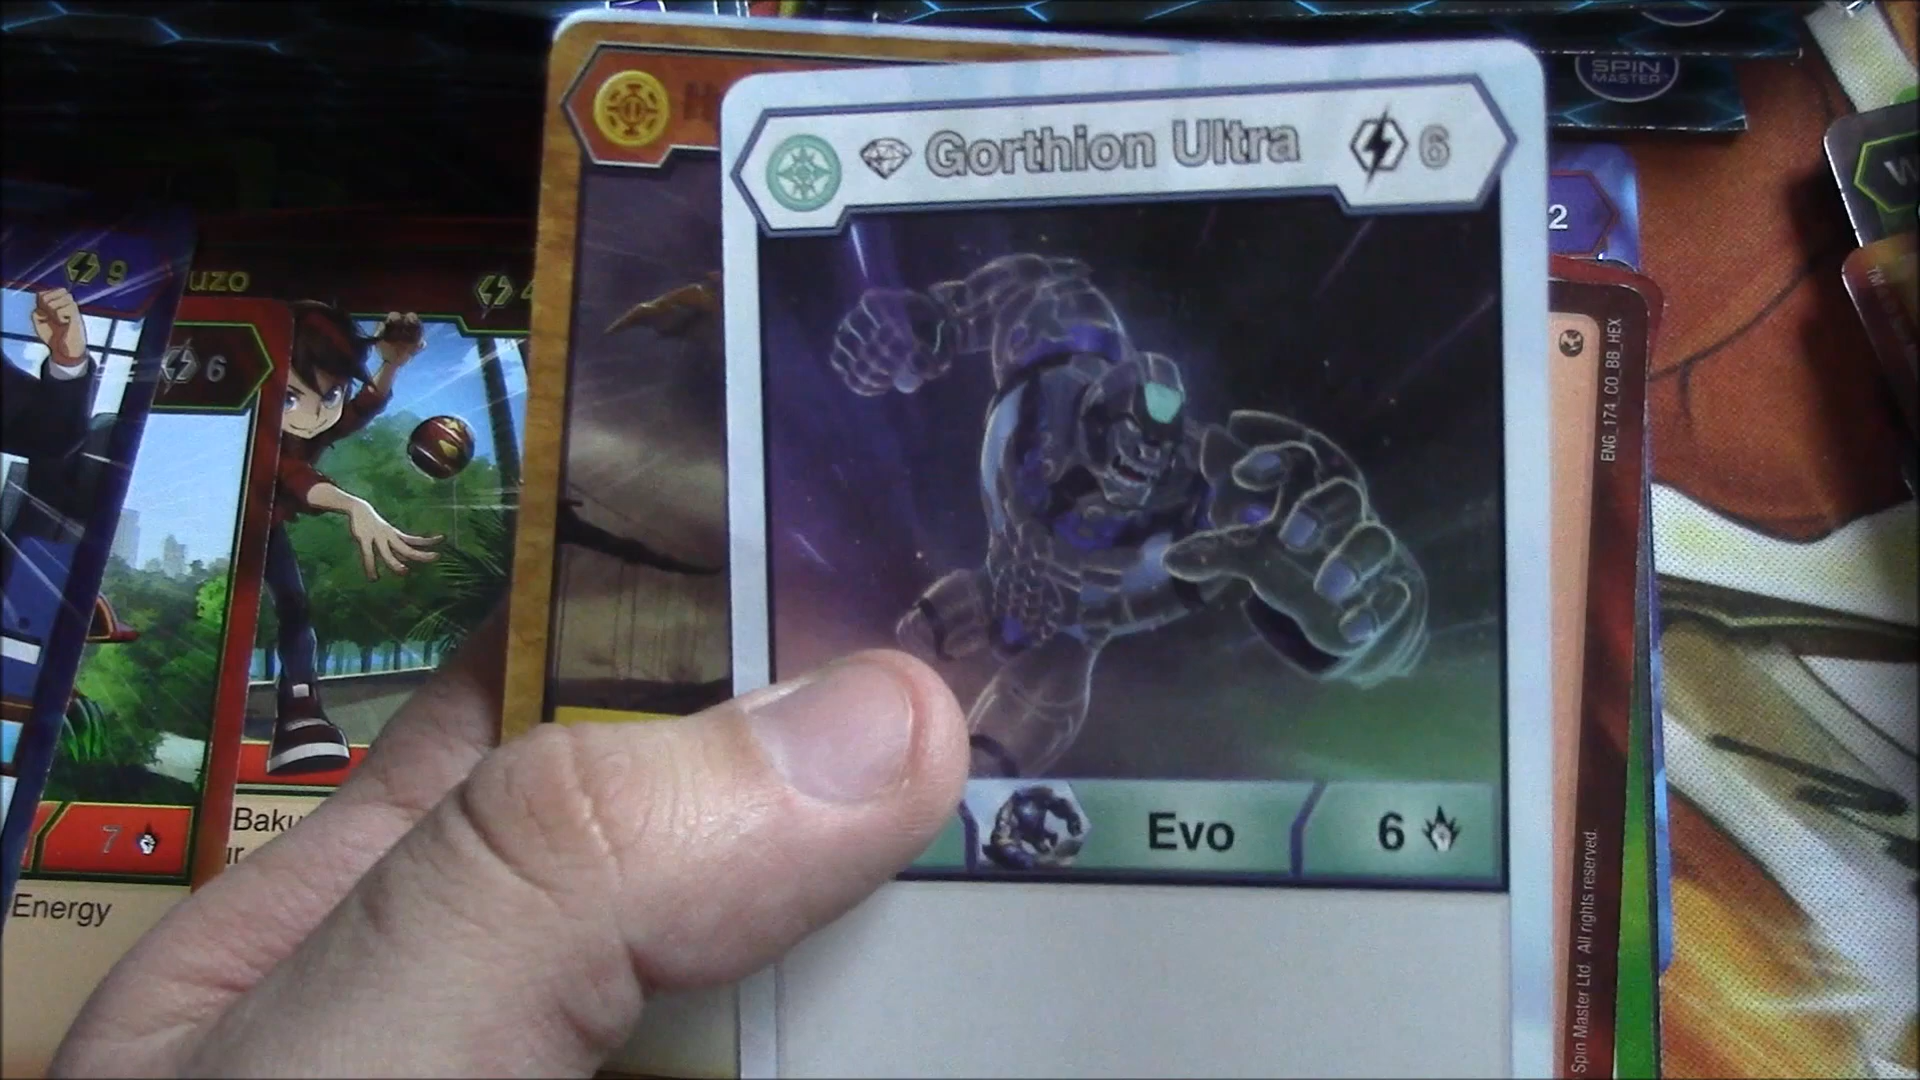 SPIN
MASTER
Gorthion Ultra 6
2
9
uzo
6
ENG_174_CO_BB_HEX
Evo 6
Baku
7
ur
Energy
Spin Master Ltd. All rights reserved.